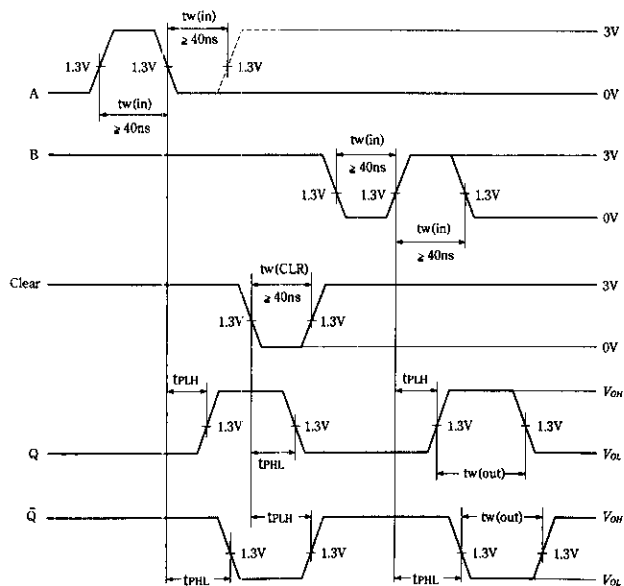 tw(in)
≧ 40ns
3V
1.3V 1.3V 1.3V
A 0V
tw(in)
≧ 40ns
tw(in)
B 3V
≧ 40ns
1.3V 1.3V 1.3V
0V
tw(in)
≧ 40ns
tw(CLR)
Clear 3V
≧ 40ns
1.3V 1.3V
0V
tPLH tPLH VOH
1.3V 1.3V 1.3V 1.3V
Q tPHL VOL
tw(out)
Q̄ tPLH tw(out) VOH
1.3V 1.3V 1.3V 1.3V
tPHL tPHL VOL